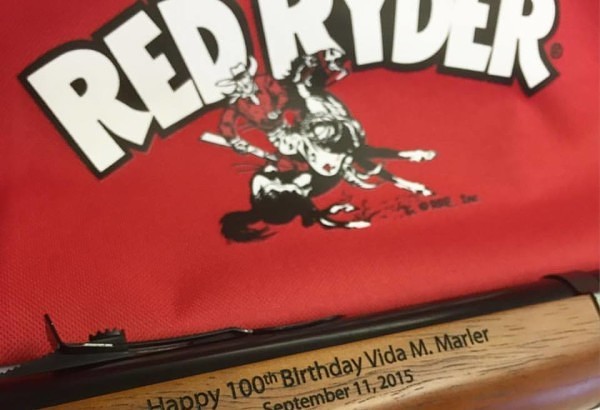 RED RYDER®
Happy 100th Birthday Vida M. Marler
September 11, 2015